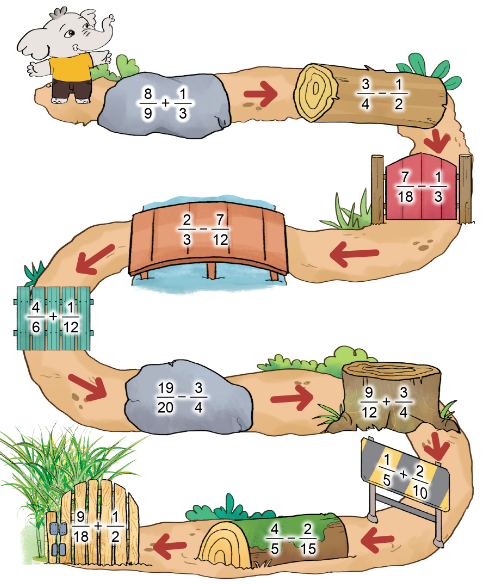 8/9 + 1/3
3/4 − 1/2
7/18 − 1/3
2/3 − 7/12
4/6 + 1/12
19/20 − 3/4
9/12 + 3/4
1/5 + 2/10
4/5 − 2/15
9/18 + 1/2